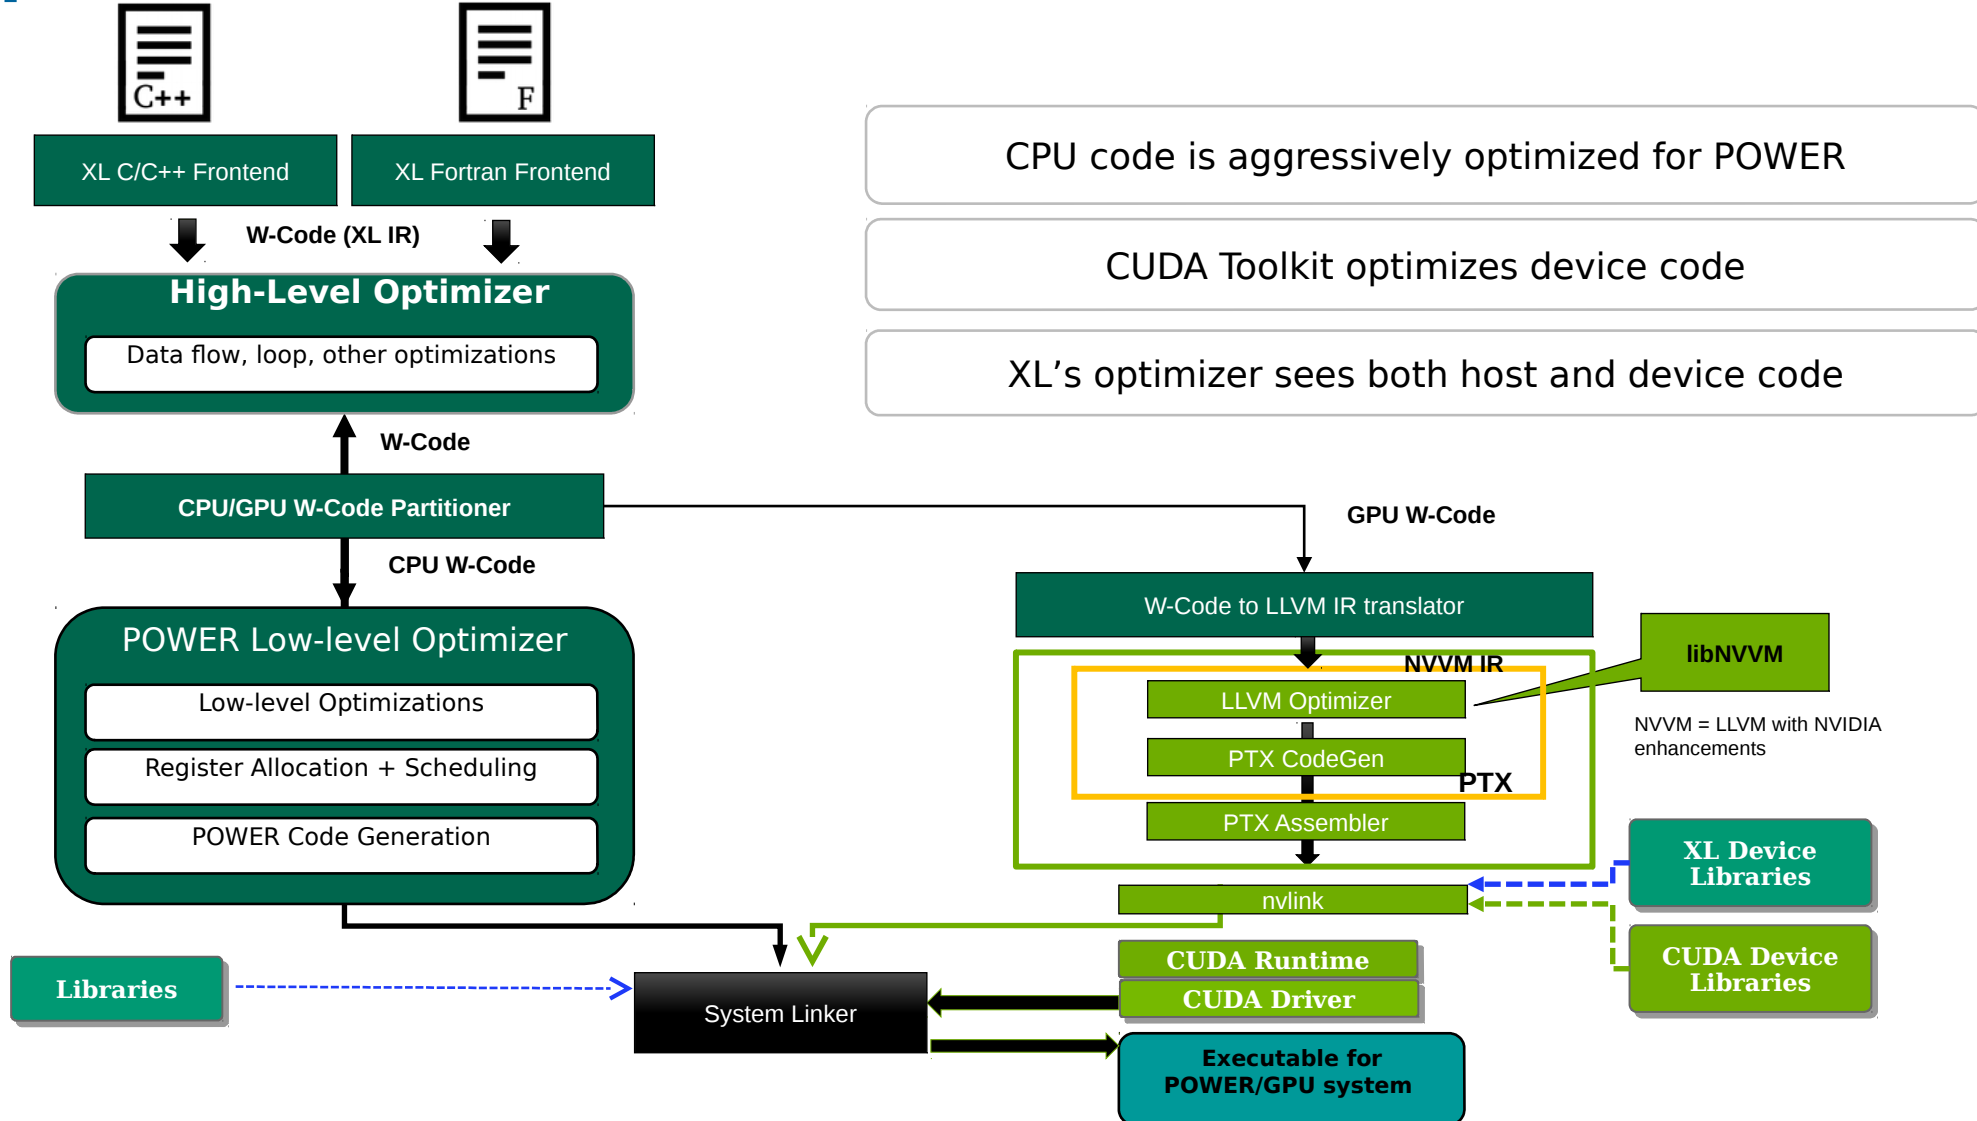 C++
F
XL C/C++ Frontend
XL Fortran Frontend
W-Code (XL IR)
High-Level Optimizer
Data flow, loop, other optimizations
W-Code
CPU/GPU W-Code Partitioner
CPU W-Code
POWER Low-level Optimizer
Low-level Optimizations
Register Allocation + Scheduling
POWER Code Generation
Libraries
System Linker
CPU code is aggressively optimized for POWER
CUDA Toolkit optimizes device code
XL’s optimizer sees both host and device code
GPU W-Code
W-Code to LLVM IR translator
NVVM IR
LLVM Optimizer
PTX CodeGen
PTX
PTX Assembler
libNVVM
NVVM = LLVM with NVIDIA
enhancements
nvlink
XL Device
Libraries
CUDA Device
Libraries
CUDA Runtime
CUDA Driver
Executable for
POWER/GPU system